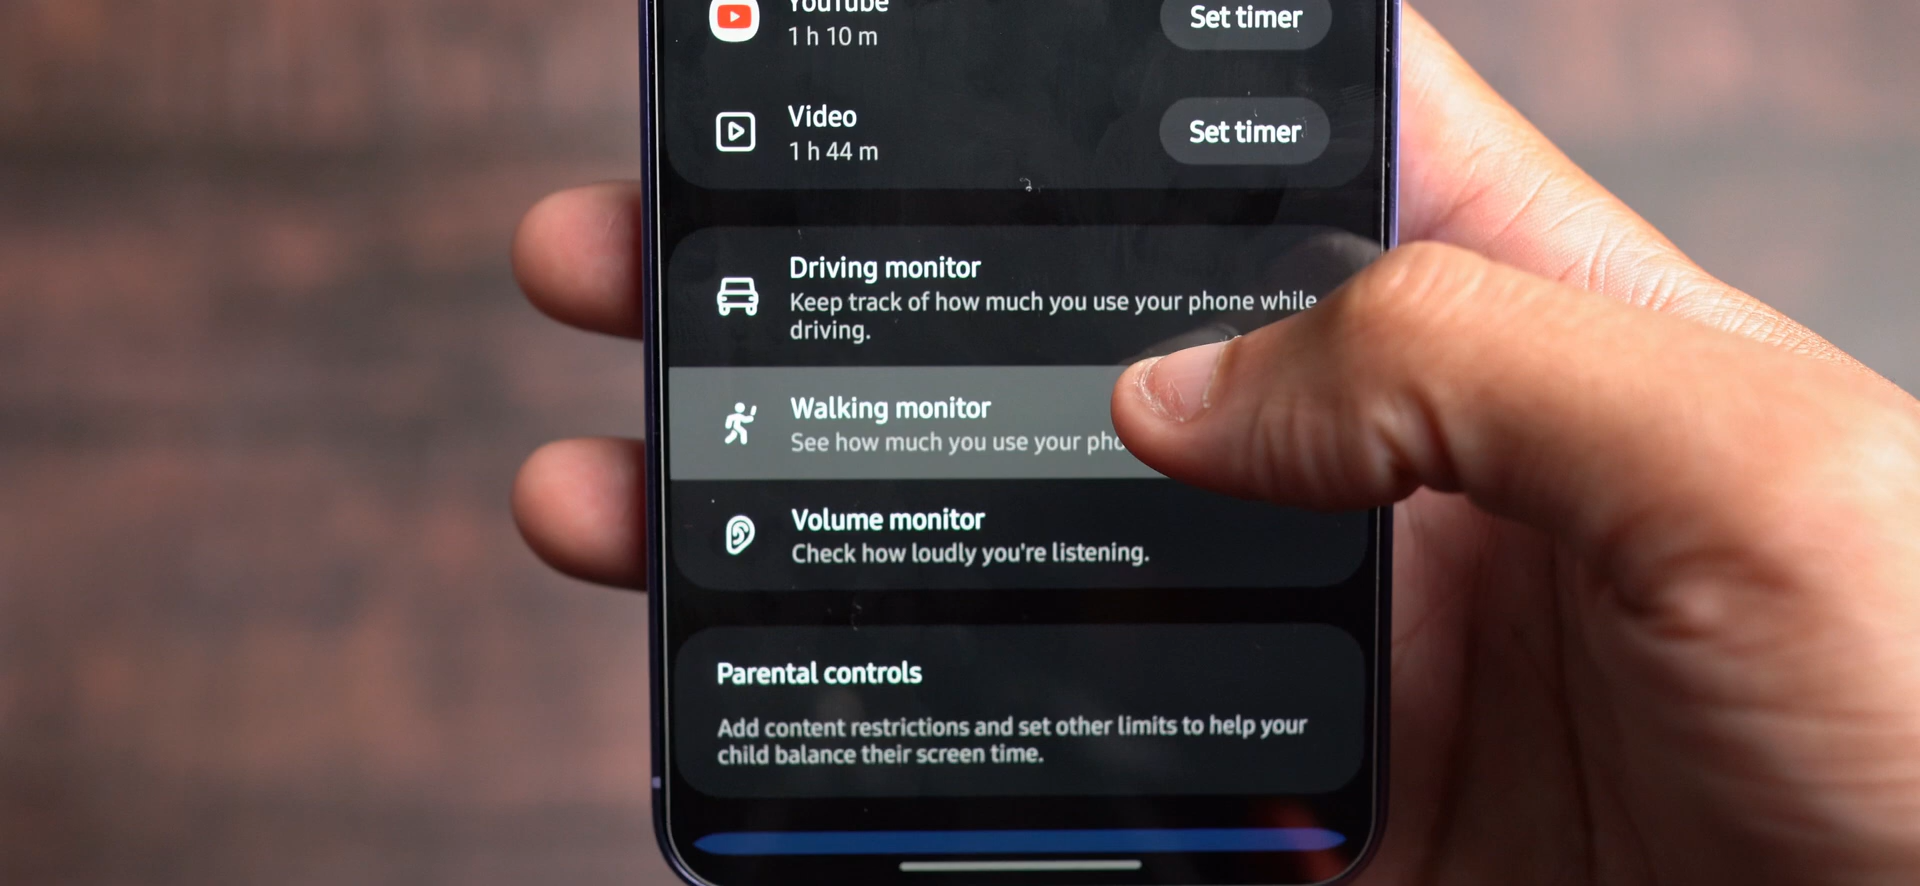 YouTube
1 h 10 m
Set timer
Video
1 h 44 m
Set timer
Driving monitor
Keep track of how much you use your phone while
driving.
Walking monitor
See how much you use your
Volume monitor
Check how loudly you're listening.
Parental controls
Add content restrictions and set other limits to help your
child balance their screen time.